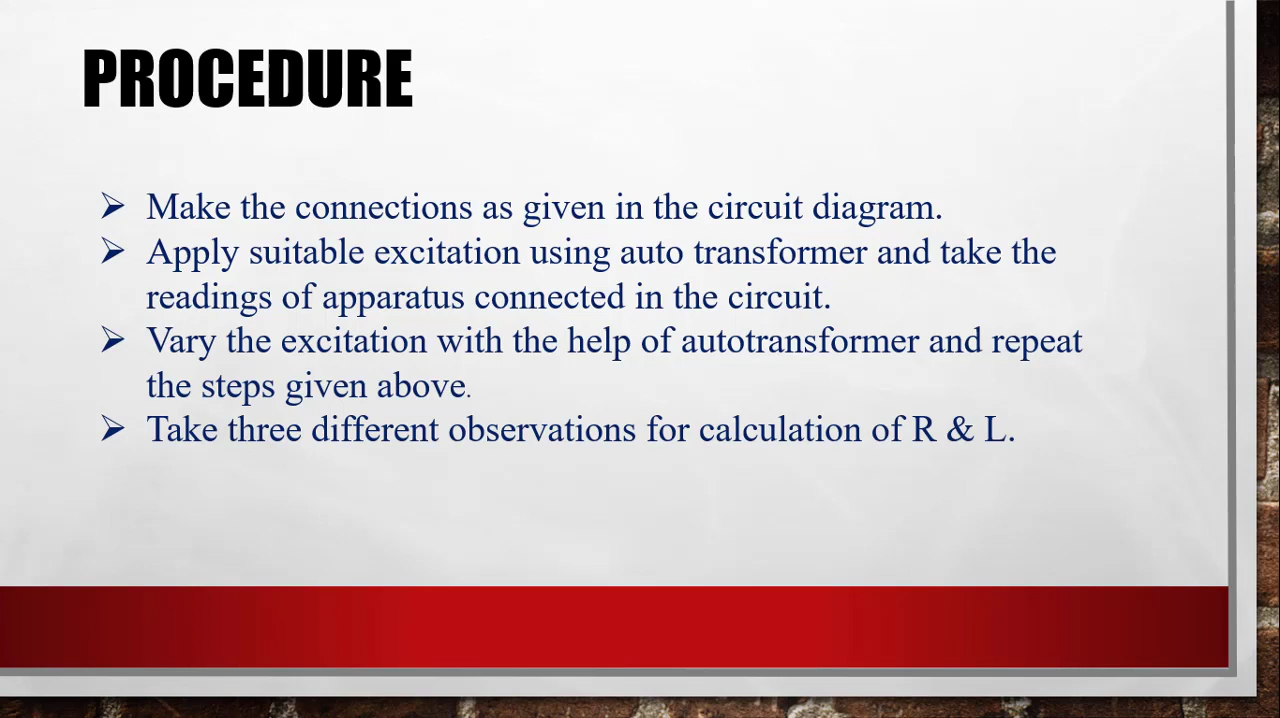 PROCEDURE
Make the connections as given in the circuit diagram.
Apply suitable excitation using auto transformer and take the
readings of apparatus connected in the circuit.
Vary the excitation with the help of autotransformer and repeat
the steps given above.
Take three different observations for calculation of R & L.